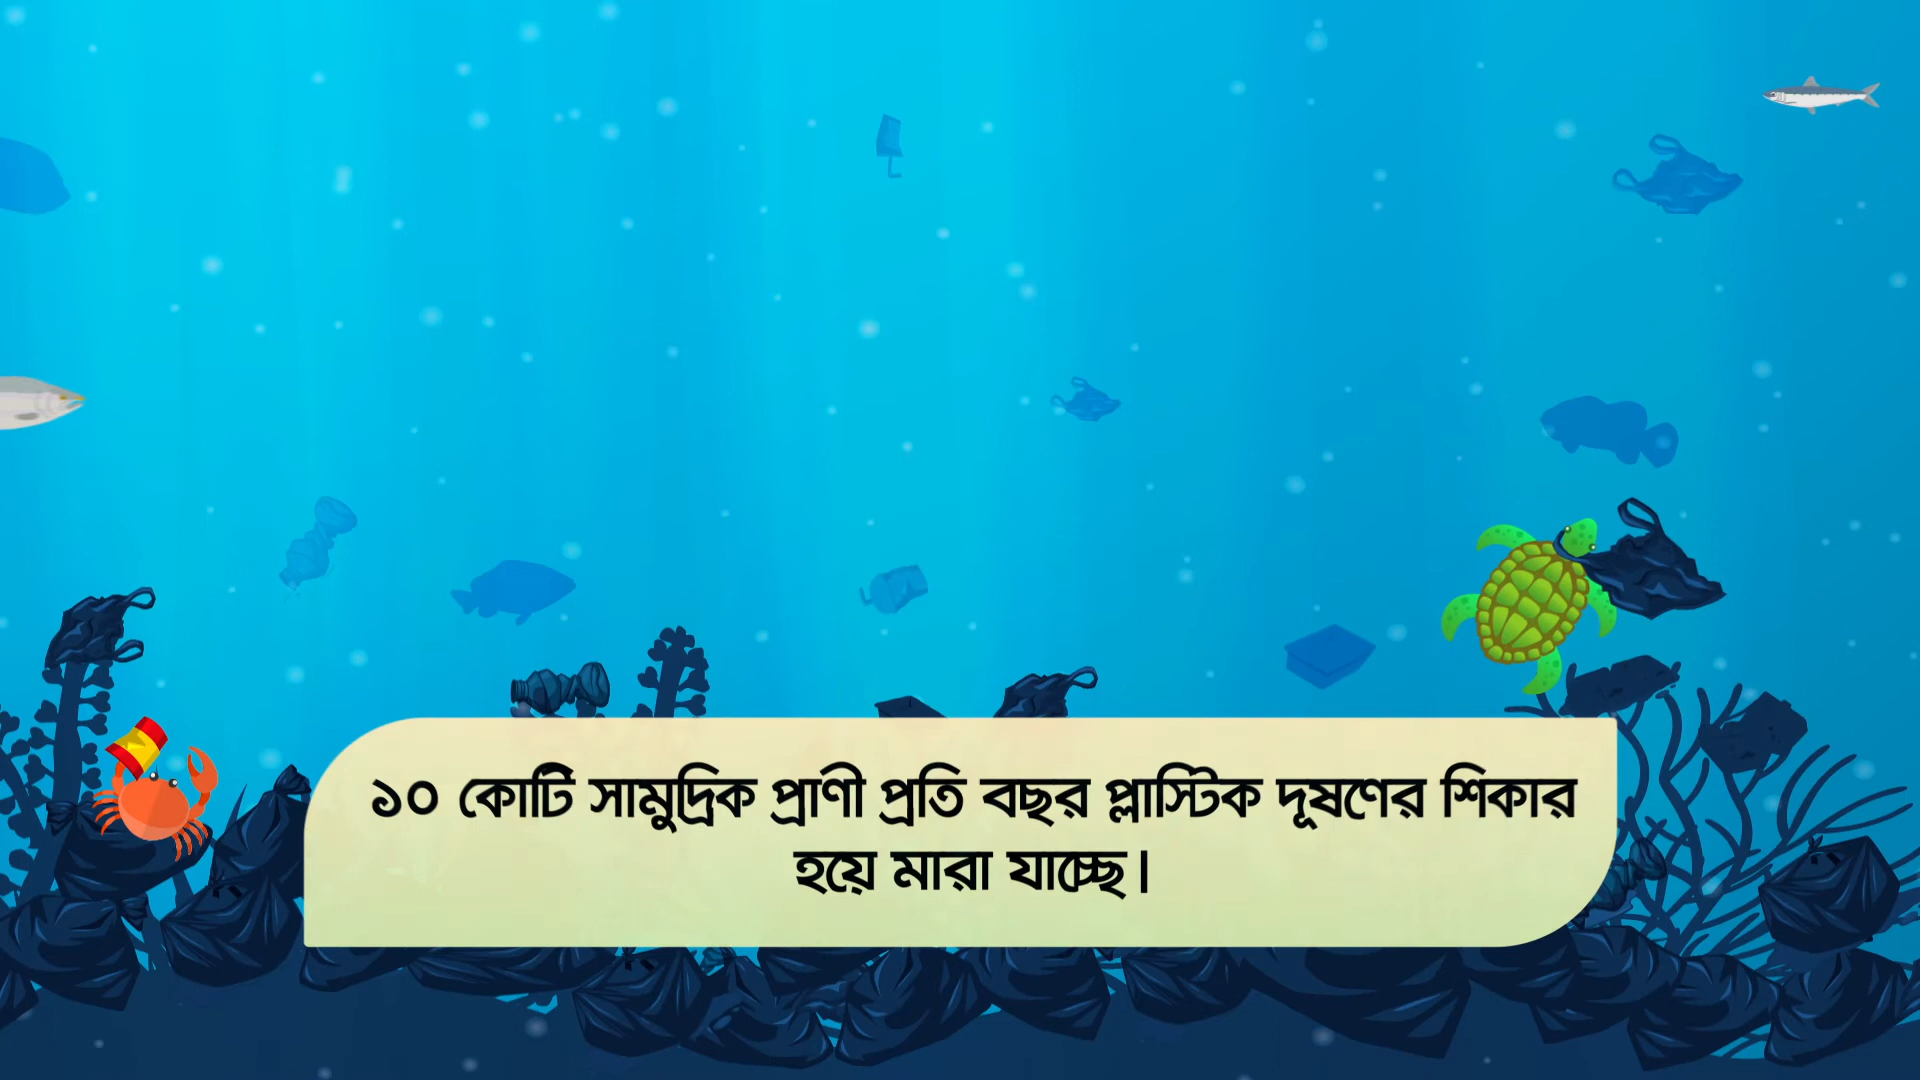 ১০ কোটি সামুদ্রিক প্রাণী প্রতি বছর প্লাস্টিক দূষণের শিকার
হয়ে মারা যাচ্ছে।